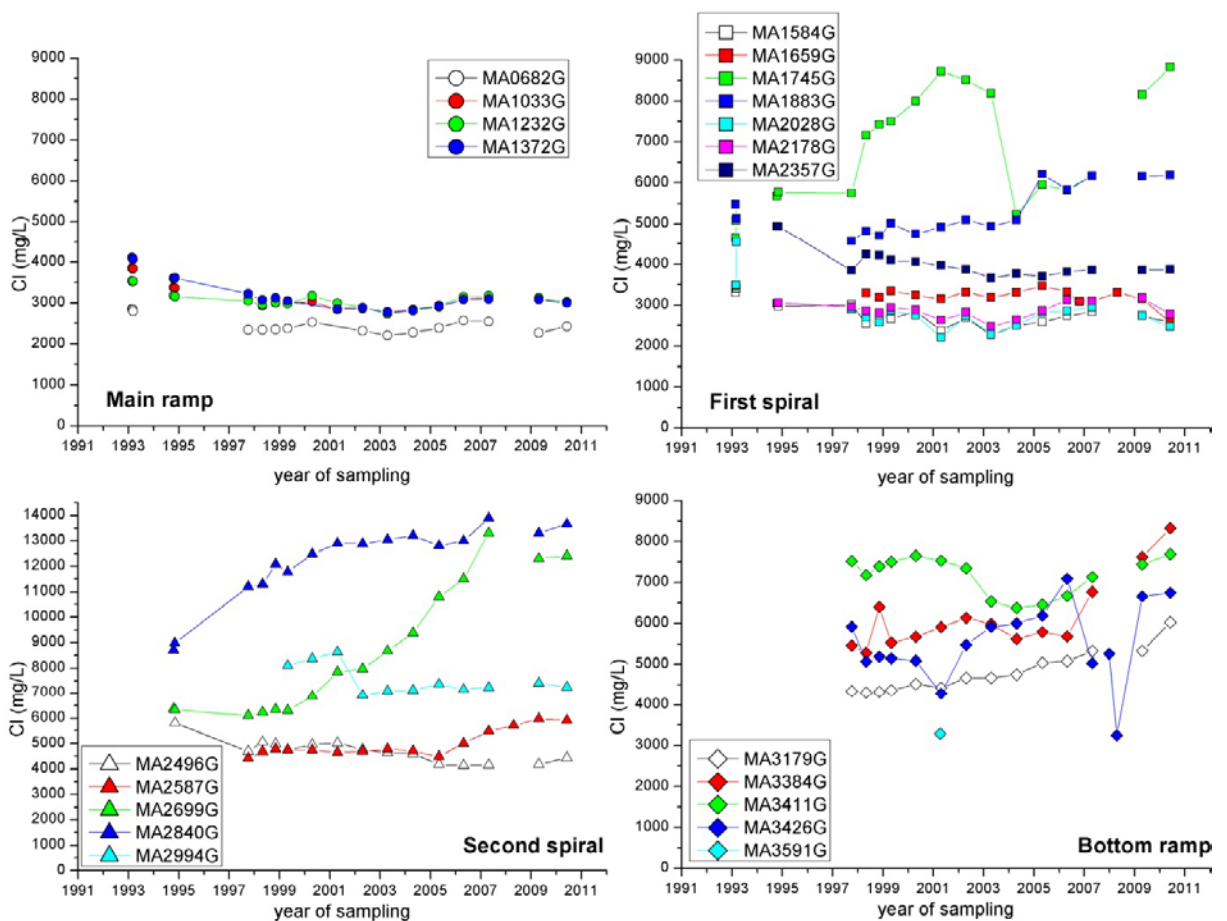 9000
8000
7000
6000
5000
4000
3000
2000
1000
0
Cl (mg/L)
MA0682G
MA1033G
MA1232G
MA1372G
Main ramp
1991 1993 1995 1997 1999 2001 2003 2005 2007 2009 2011
year of sampling
9000
8000
7000
6000
5000
4000
3000
2000
1000
0
Cl (mg/L)
MA1584G
MA1659G
MA1745G
MA1883G
MA2028G
MA2178G
MA2357G
First spiral
1991 1993 1995 1997 1999 2001 2003 2005 2007 2009 2011
year of sampling
14000
13000
12000
11000
10000
9000
8000
7000
6000
5000
4000
3000
2000
1000
0
Cl (mg/L)
MA2496G
MA2587G
MA2699G
MA2840G
MA2994G
Second spiral
1991 1993 1995 1997 1999 2001 2003 2005 2007 2009 2011
year of sampling
9000
8000
7000
6000
5000
4000
3000
2000
1000
0
Cl (mg/L)
MA3179G
MA3384G
MA3411G
MA3426G
MA3591G
Bottom ramp
1991 1993 1995 1997 1999 2001 2003 2005 2007 2009 2011
year of sampling